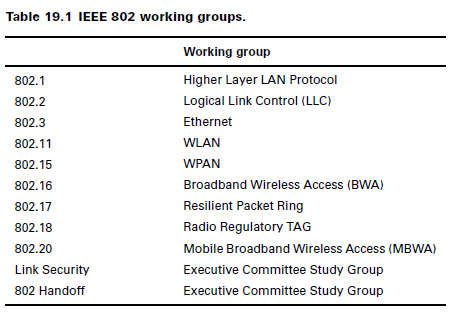 Table 19.1 IEEE 802 working groups.
Working group
802.1 Higher Layer LAN Protocol
802.2 Logical Link Control (LLC)
802.3 Ethernet
802.11 WLAN
802.15 WPAN
802.16 Broadband Wireless Access (BWA)
802.17 Resilient Packet Ring
802.18 Radio Regulatory TAG
802.20 Mobile Broadband Wireless Access (MBWA)
Link Security Executive Committee Study Group
802 Handoff Executive Committee Study Group